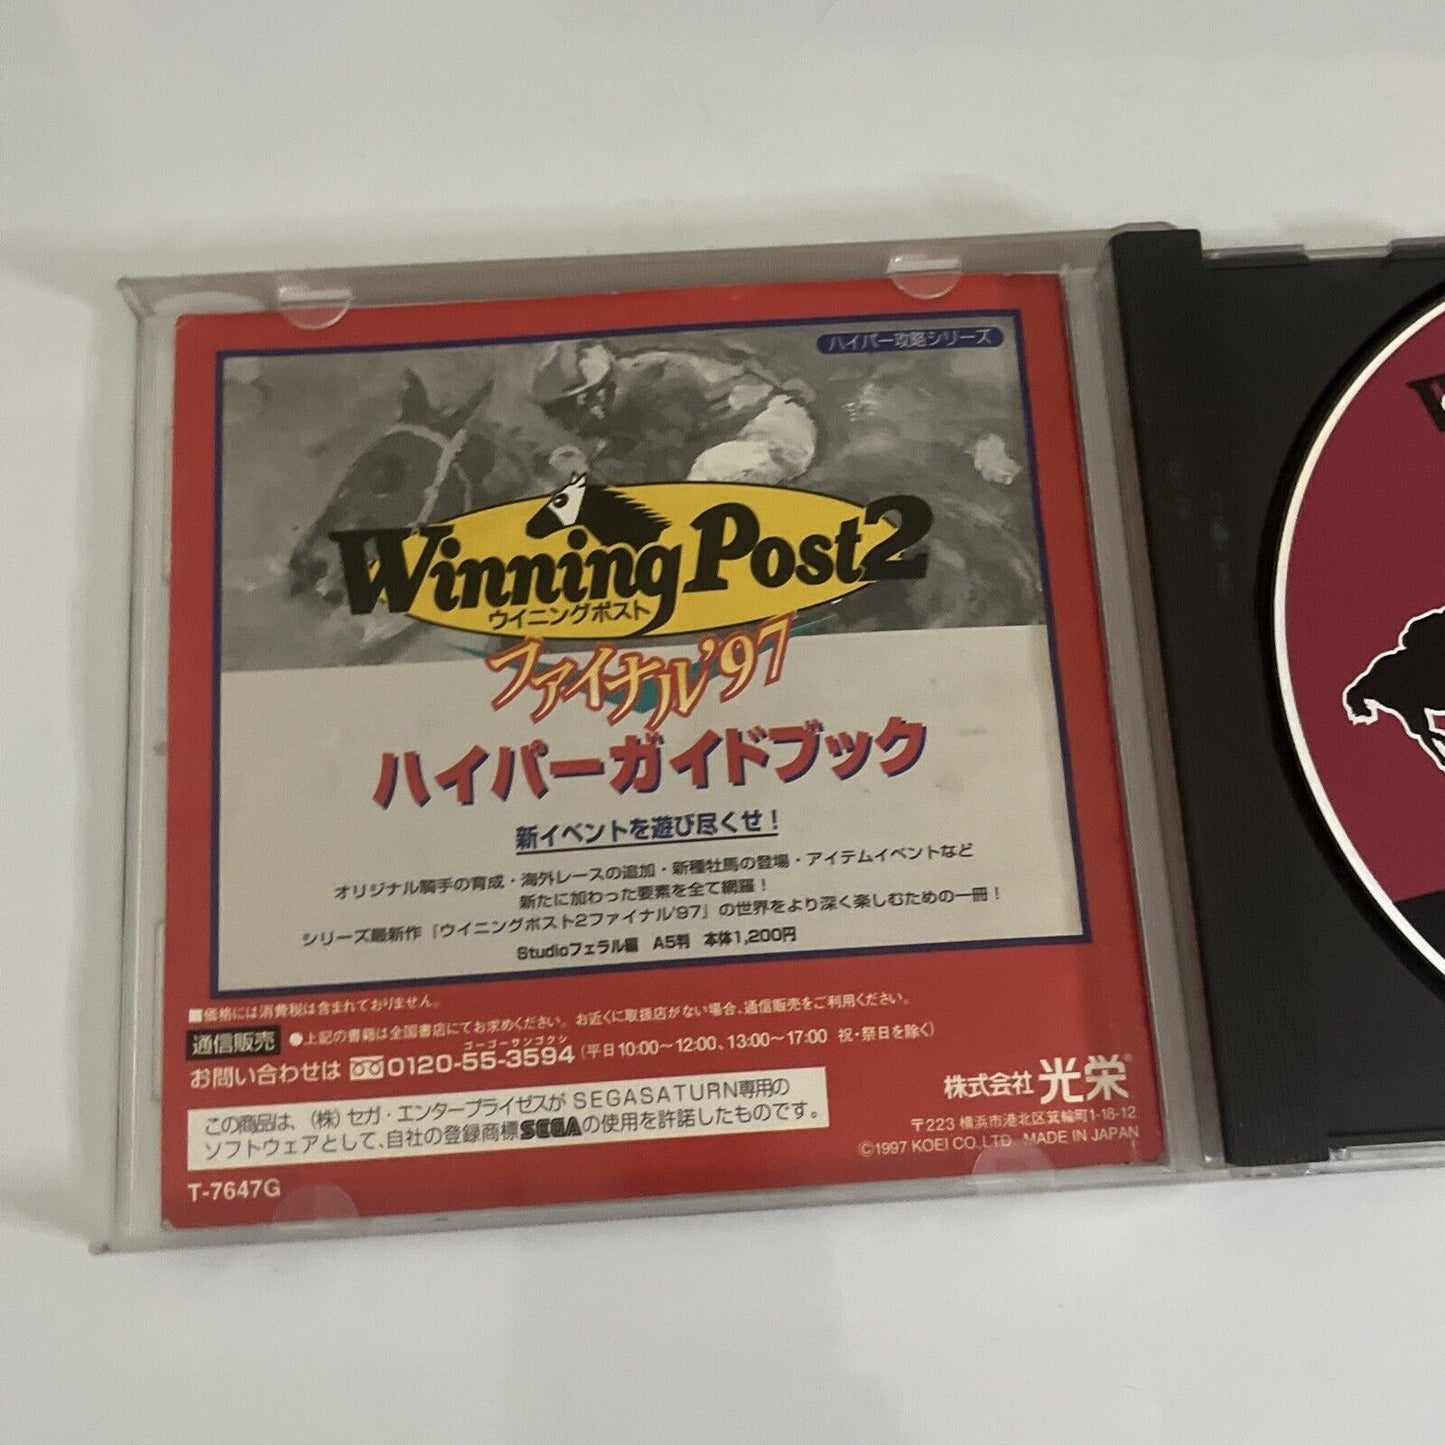 ハイパー攻略シリーズ
Winning Post2
ウイニングポスト
ファイナル'97
ハイパーガイドブック
新イベントを遊び尽くせ!
オリジナル騎手の育成・海外レースの追加・新種牡馬の登場・アイテムイベントなど
新たに加わった要素を全て網羅!
シリーズ最新作『ウイニングポスト2ファイナル'97』の世界をより深く楽しむための一冊!
Studioフェラル編 A5判 本体1,200円
■価格には消費税は含まれておりません。
通信販売 ●上記の書籍は全国書店にてお求めください。お近くに取扱店がない場合、通信販売をご利用ください。
ゴーゴーサンゴクシ
お問い合わせは 0120-55-3594 (平日10:00〜12:00、13:00〜17:00 祝・祭日を除く)
この商品は、(株)セガ・エンタープライゼスがSEGASATURN専用の
ソフトウェアとして、自社の登録商標SEGAの使用を許諾したものです。
株式会社 光栄®
〒223 横浜市港北区箕輪町1-18-12
©1997 KOEI CO.,LTD. MADE IN JAPAN
T-7647G